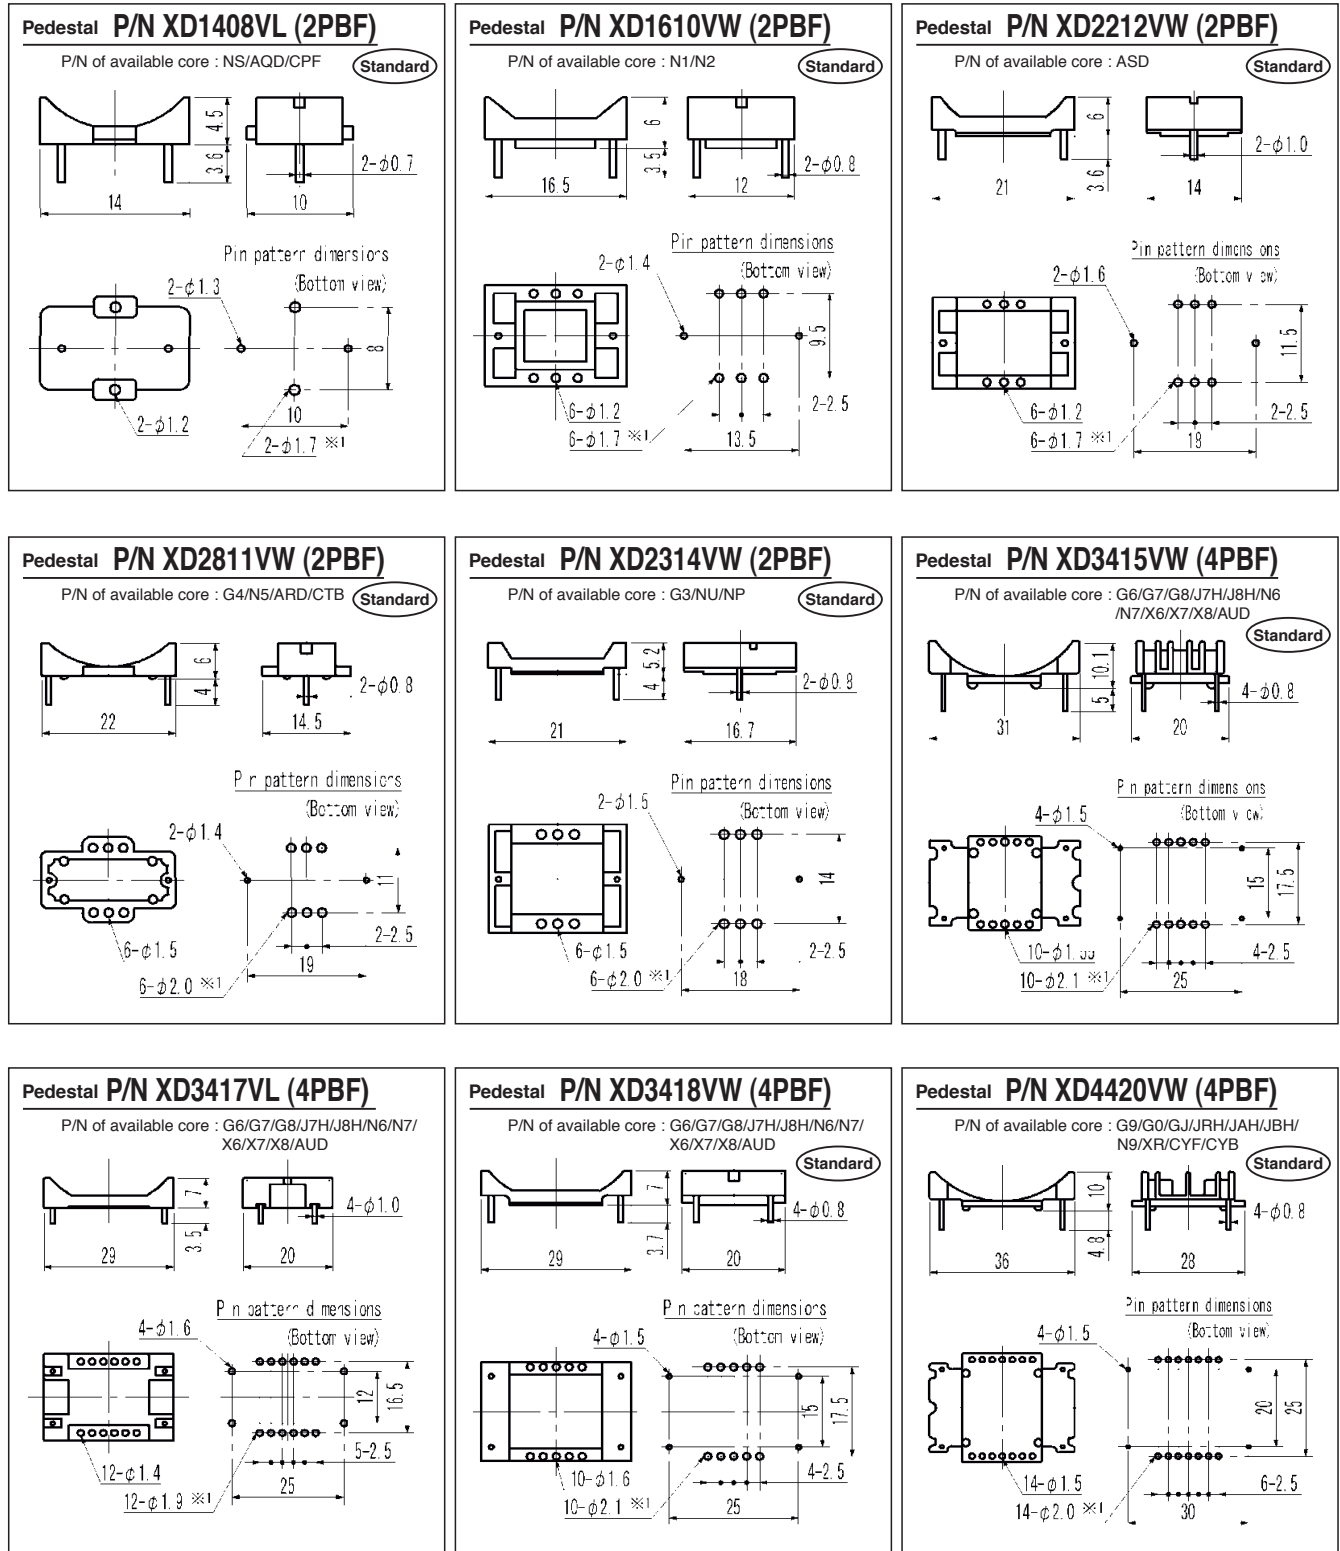 Pedestal P/N XD1408VL (2PBF)
P/N of available core : NS/AQD/CPF
Standard
4.5
3.6
2-φ0.7
14
10
Pin pattern dimensions
(Bottom view)
2-φ1.3
8
10
2-φ1.2
2-φ1.7 ※1
Pedestal P/N XD1610VW (2PBF)
P/N of available core : N1/N2
Standard
6
3.5
2-φ0.8
16.5
12
Pin pattern dimensions
(Bottom view)
2-φ1.4
9.5
6-φ1.2
2-2.5
6-φ1.7 ※1
13.5
Pedestal P/N XD2212VW (2PBF)
P/N of available core : ASD
Standard
6
3.6
2-φ1.0
21
14
Pin pattern dimensions
(Bottom view)
2-φ1.6
11.5
6-φ1.2
2-2.5
6-φ1.7 ※1
18
Pedestal P/N XD2811VW (2PBF)
P/N of available core : G4/N5/ARD/CTB
Standard
6
4
2-φ0.8
22
14.5
Pin pattern dimensions
(Bottom view)
2-φ1.4
11
2-2.5
6-φ1.5
19
6-φ2.0 ※1
Pedestal P/N XD2314VW (2PBF)
P/N of available core : G3/NU/NP
Standard
5.2
4
2-φ0.8
21
16.7
Pin pattern dimensions
(Bottom view)
2-φ1.5
14
6-φ1.5
2-2.5
6-φ2.0 ※1
18
Pedestal P/N XD3415VW (4PBF)
P/N of available core : G6/G7/G8/J7H/J8H/N6
/N7/X6/X7/X8/AUD
Standard
10.1
5
4-φ0.8
31
20
Pin pattern dimensions
(Bottom view)
4-φ1.5
15
17.5
4-2.5
10-φ2.1 ※1
25
Pedestal P/N XD3417VL (4PBF)
P/N of available core : G6/G7/G8/J7H/J8H/N6/N7/
X6/X7/X8/AUD
7
3.5
4-φ1.0
29
20
Pin pattern dimensions
(Bottom view)
4-φ1.6
12
16.5
5-2.5
12-φ1.4
25
12-φ1.9 ※1
Pedestal P/N XD3418VW (4PBF)
P/N of available core : G6/G7/G8/J7H/J8H/N6/N7/
X6/X7/X8/AUD
Standard
7
3.7
4-φ0.8
29
20
Pin pattern dimensions
(Bottom view)
4-φ1.5
15
17.5
10-φ1.6
4-2.5
10-φ2.1 ※1
25
Pedestal P/N XD4420VW (4PBF)
P/N of available core : G9/G0/GJ/JRH/JAH/JBH/
N9/XR/CYF/CYB
Standard
10
4.8
4-φ0.8
36
28
Pin pattern dimensions
(Bottom view)
4-φ1.5
20
25
14-φ1.5
6-2.5
14-φ2.0 ※1
30